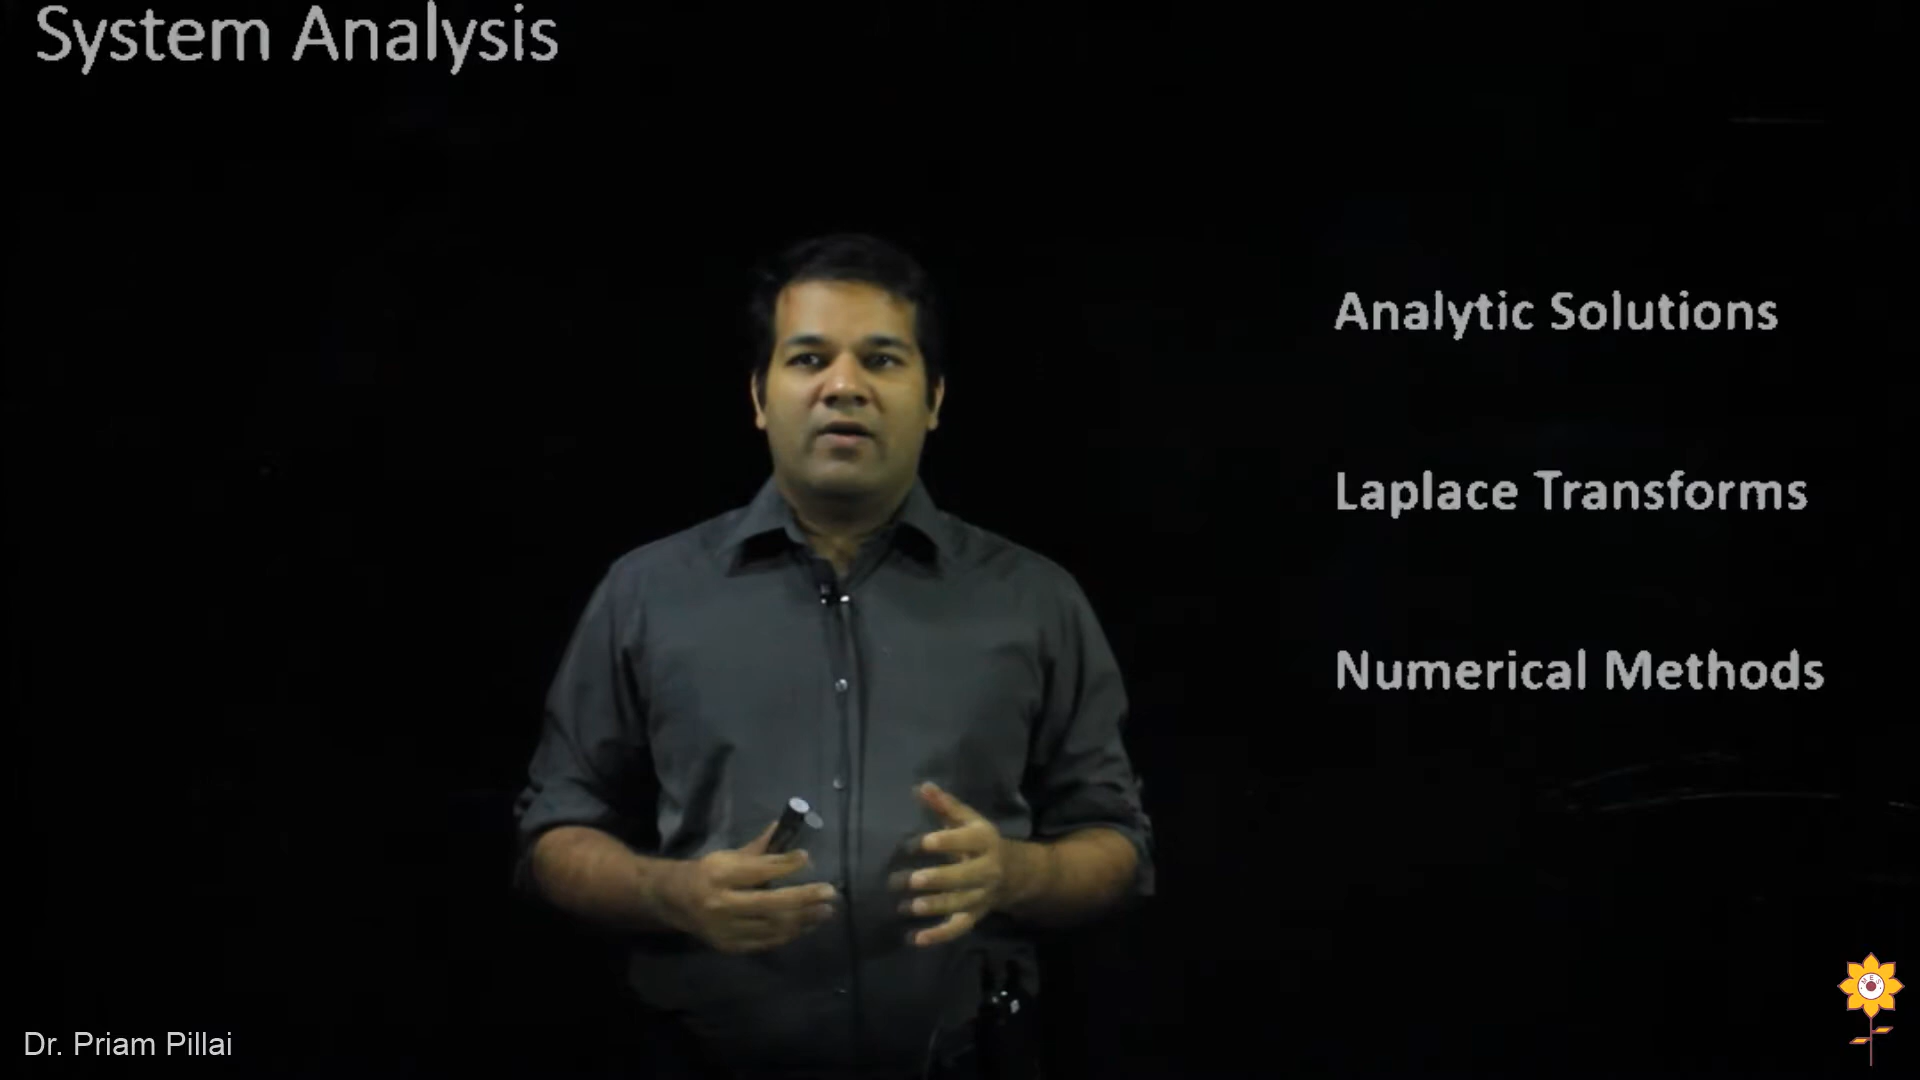 System Analysis
Analytic Solutions
Laplace Transforms
Numerical Methods
Dr. Priam Pillai